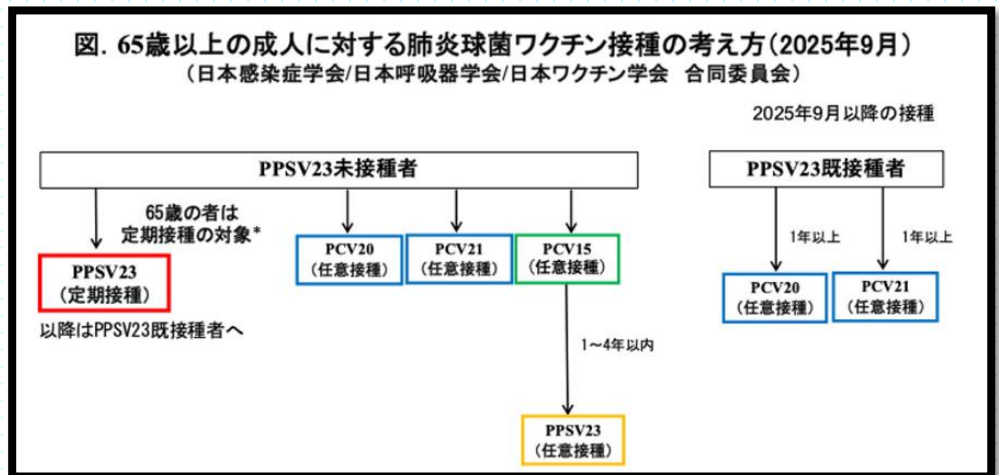 図. 65歳以上の成人に対する肺炎球菌ワクチン接種の考え方（2025年9月）
（日本感染症学会/日本呼吸器学会/日本ワクチン学会　合同委員会）
2025年9月以降の接種
PPSV23未接種者
65歳の者は
定期接種の対象*
PPSV23
（定期接種）
以降はPPSV23既接種者へ
PCV20
（任意接種）
PCV21
（任意接種）
PCV15
（任意接種）
1～4年以内
PPSV23
（任意接種）
PPSV23既接種者
1年以上
1年以上
PCV20
（任意接種）
PCV21
（任意接種）